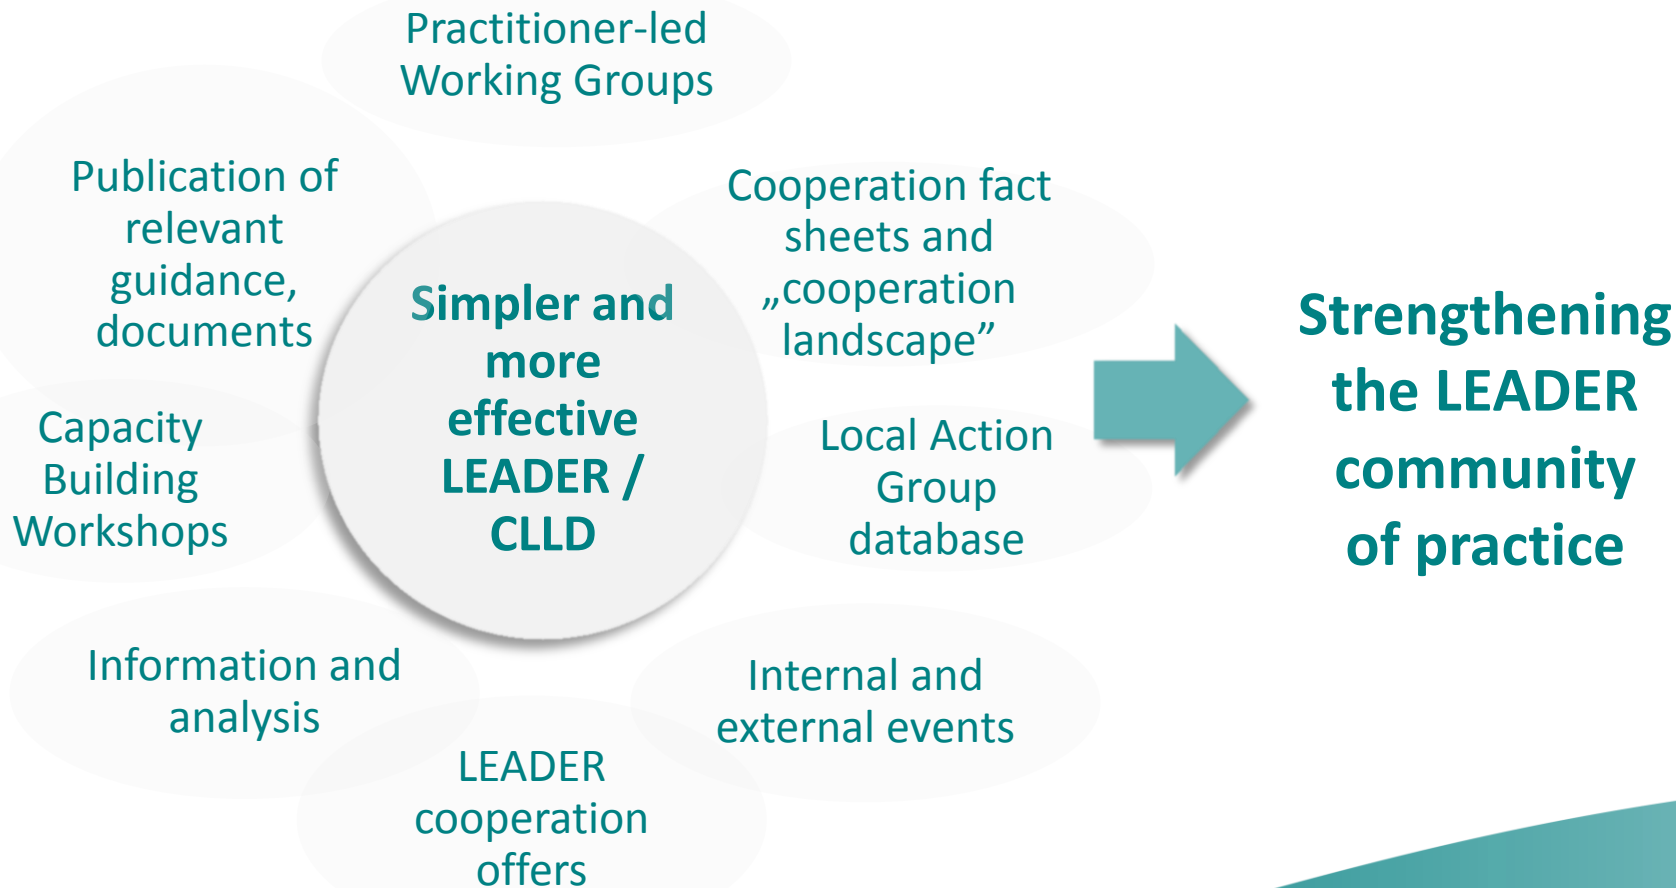 Practitioner-led
Working Groups
Publication of
relevant
guidance,
documents
Cooperation fact
sheets and
„cooperation
landscape”
Simpler and
more
effective
LEADER /
CLLD
Strengthening
the LEADER
community
of practice
Capacity
Building
Workshops
Local Action
Group
database
Information and
analysis
Internal and
external events
LEADER
cooperation
offers